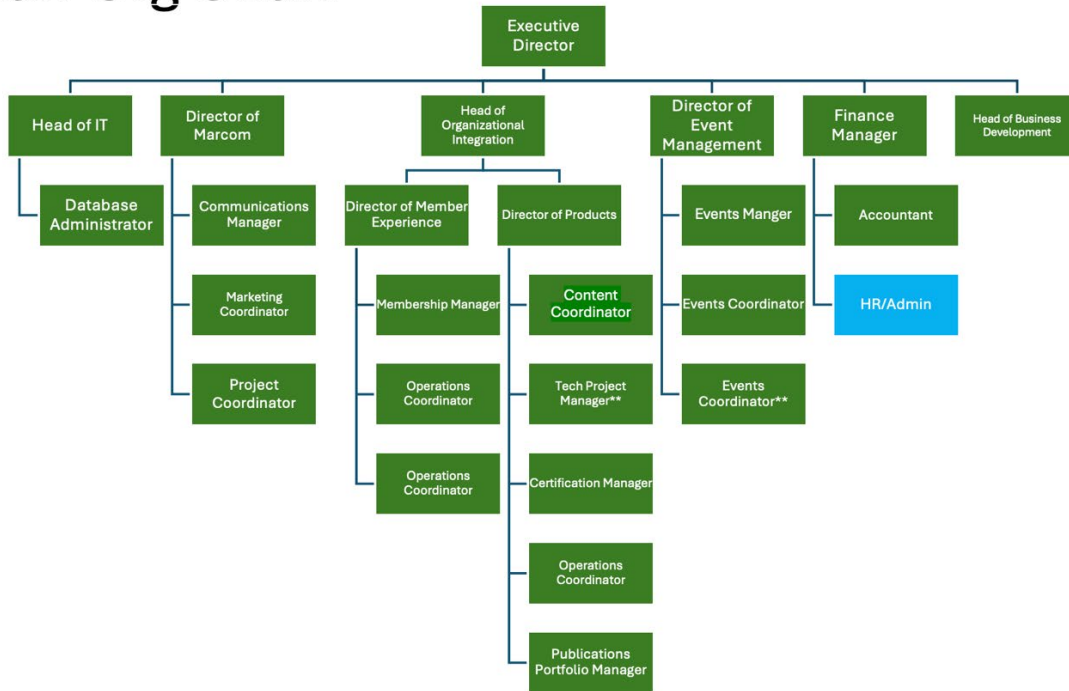 Executive
Director
Head of IT
Director of
Marcom
Head of
Organizational
Integration
Director of
Event
Management
Finance
Manager
Head of Business
Development
Database
Administrator
Communications
Manager
Director of Member
Experience
Director of Products
Events Manger
Accountant
Marketing
Coordinator
Membership Manager
Content
Coordinator
Events Coordinator
HR/Admin
Project
Coordinator
Operations
Coordinator
Tech Project
Manager**
Events
Coordinator**
Operations
Coordinator
Certification Manager
Operations
Coordinator
Publications
Portfolio Manager